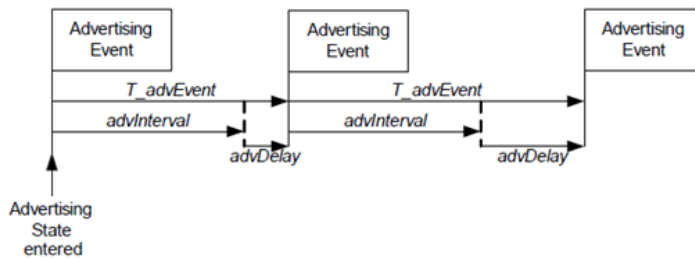 Advertising
Event
Advertising
Event
Advertising
Event
T_advEvent
T_advEvent
advInterval
advInterval
advDelay
advDelay
Advertising
State
entered